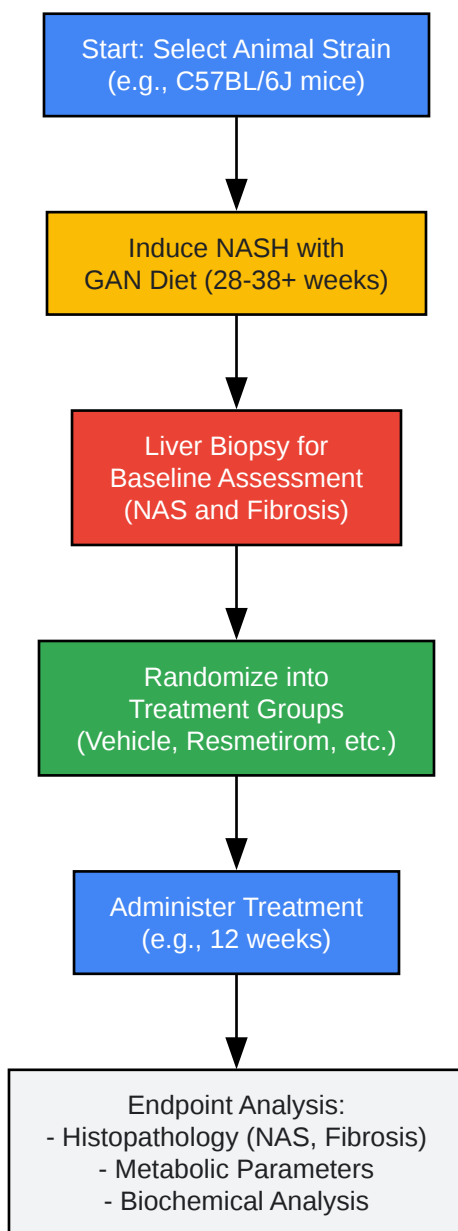 Start: Select Animal Strain
(e.g., C57BL/6J mice)
Induce NASH with
GAN Diet (28-38+ weeks)
Liver Biopsy for
Baseline Assessment
(NAS and Fibrosis)
Randomize into
Treatment Groups
(Vehicle, Resmetirom, etc.)
Administer Treatment
(e.g., 12 weeks)
Endpoint Analysis:
- Histopathology (NAS, Fibrosis)
- Metabolic Parameters
- Biochemical Analysis